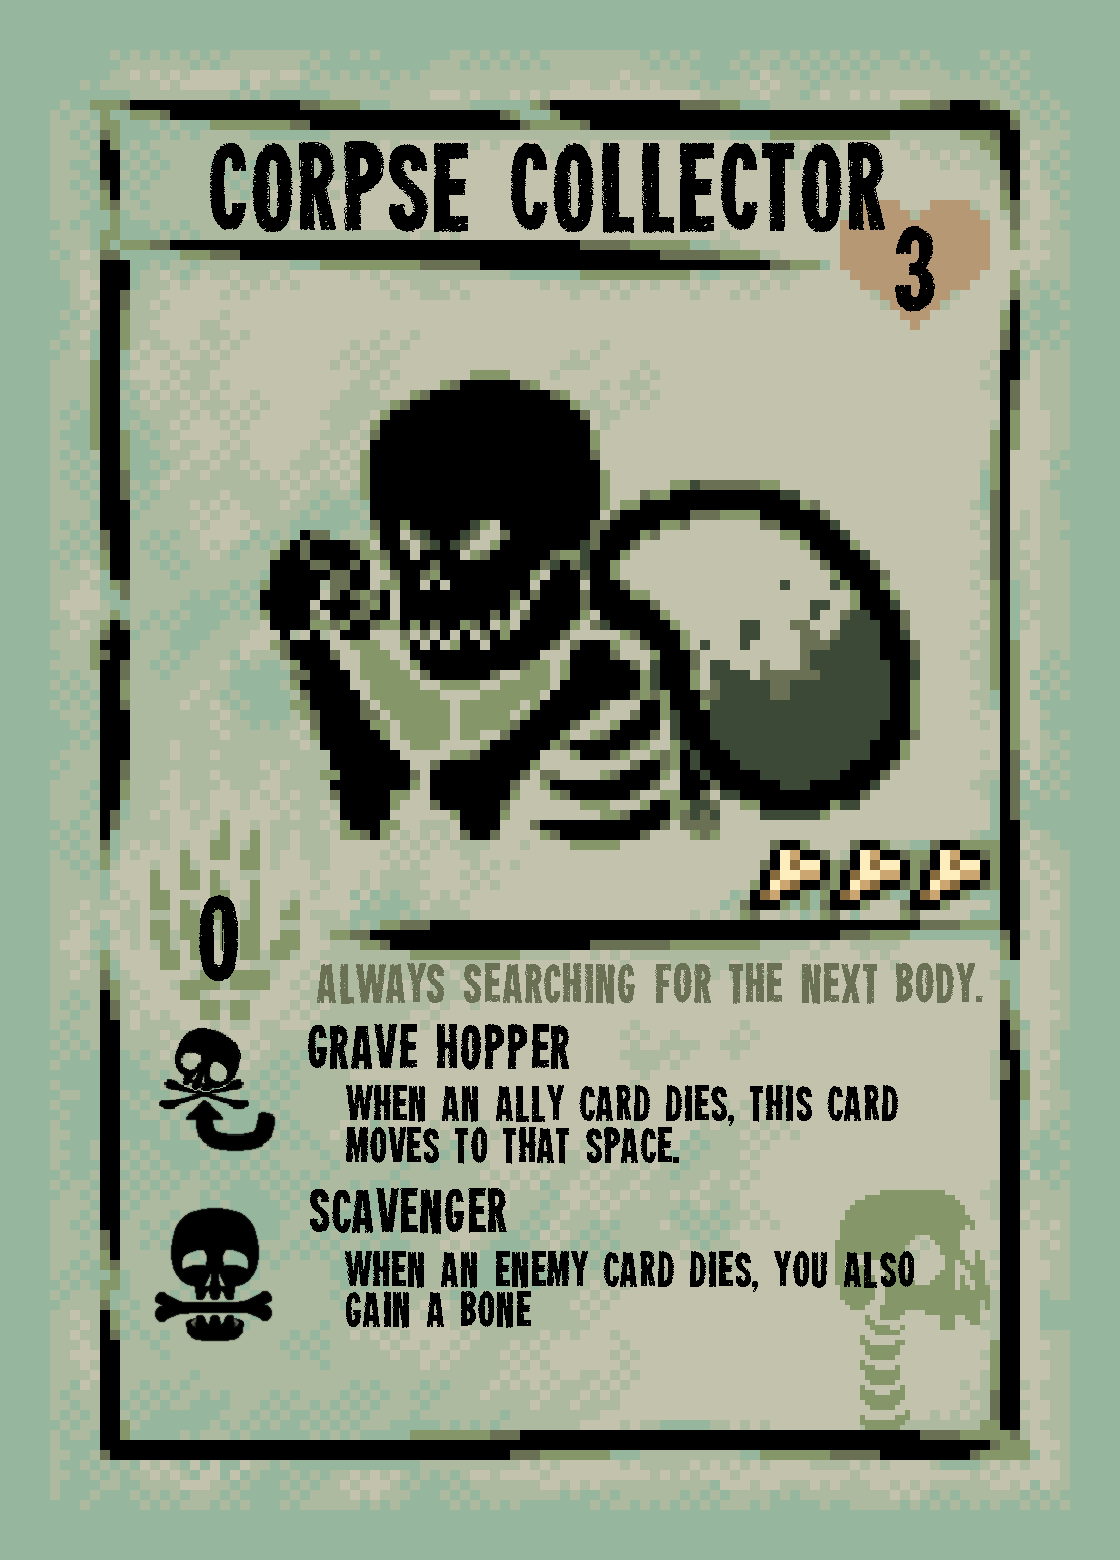 CORPSE COLLECTOR
3
0
ALWAYS SEARCHING FOR THE NEXT BODY.
GRAVE HOPPER
WHEN AN ALLY CARD DIES, THIS CARD
MOVES TO THAT SPACE.
SCAVENGER
WHEN AN ENEMY CARD DIES, YOU ALSO
GAIN A BONE